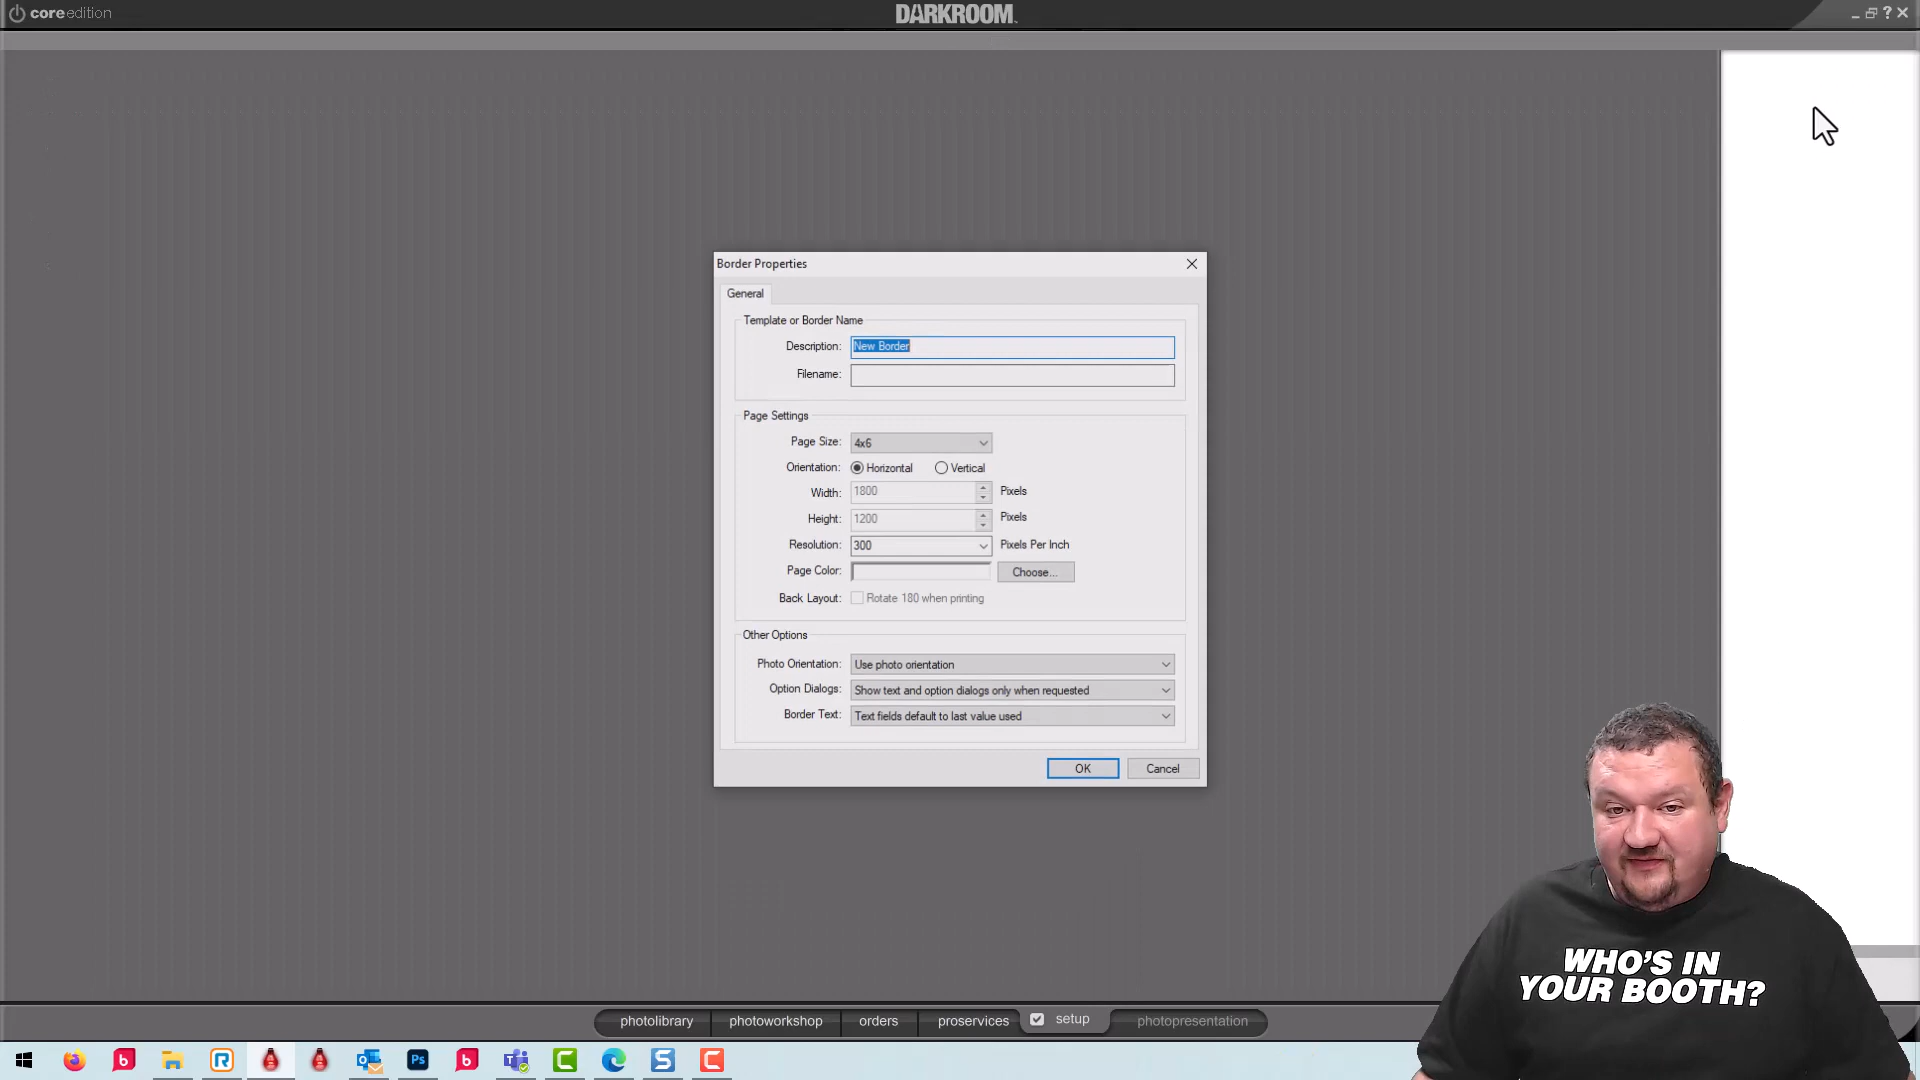 coreedition
DARKROOM
Border Properties
General
Template or Border Name
Description: New Border
Filename:
Page Settings
Page Size: 4x6
Orientation: Horizontal Vertical
Width: 1800 Pixels
Height: 1200 Pixels
Resolution: 300 Pixels Per Inch
Page Color: Choose...
Back Layout: Rotate 180 when printing
Other Options
Photo Orientation: Use photo orientation
Option Dialogs: Show text and option dialogs only when requested
Border Text: Text fields default to last value used
OK Cancel
WHO'S IN
YOUR BOOTH?
photolibrary photoworkshop orders proservices setup photopresentation
b R Ps b S C